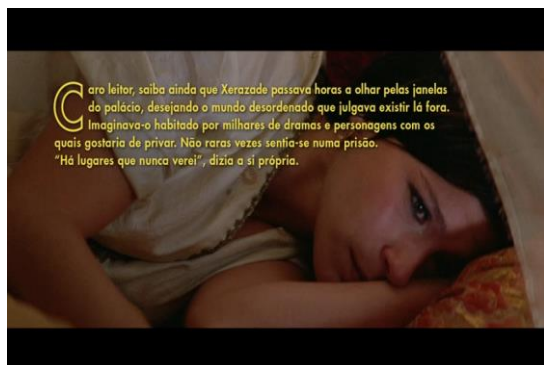 Caro leitor, saiba ainda que Xerazade passava horas a olhar pelas janelas
do palácio, desejando o mundo desordenado que julgava existir lá fora.
Imaginava-o habitado por milhares de dramas e personagens com os
quais gostaria de privar. Não raras vezes sentia-se numa prisão.
“Há lugares que nunca verei”, dizia a si própria.